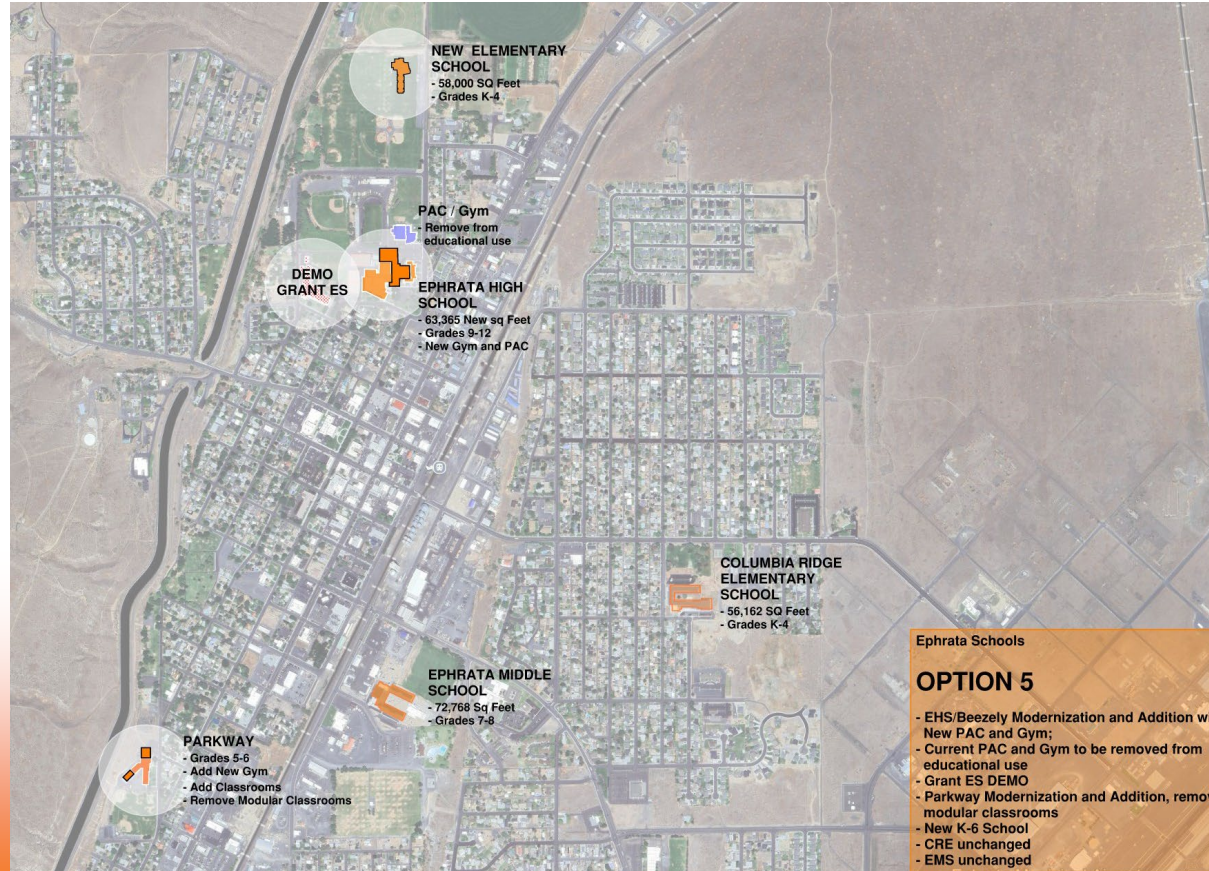 NEW ELEMENTARY
SCHOOL
- 58,000 SQ Feet
- Grades K-4
PAC / Gym
- Remove from
educational use
DEMO
GRANT ES
EPHRATA HIGH
SCHOOL
- 63,365 New sq Feet
- Grades 9-12
- New Gym and PAC
COLUMBIA RIDGE
ELEMENTARY
SCHOOL
- 56,162 SQ Feet
- Grades K-4
EPHRATA MIDDLE
SCHOOL
- 72,768 Sq Feet
- Grades 7-8
PARKWAY
- Grades 5-6
- Add New Gym
- Add Classrooms
- Remove Modular Classrooms
Ephrata Schools
OPTION 5
- EHS/Beezely Modernization and Addition wi
New PAC and Gym;
- Current PAC and Gym to be removed from
educational use
- Grant ES DEMO
- Parkway Modernization and Addition, remov
modular classrooms
- New K-6 School
- CRE unchanged
- EMS unchanged